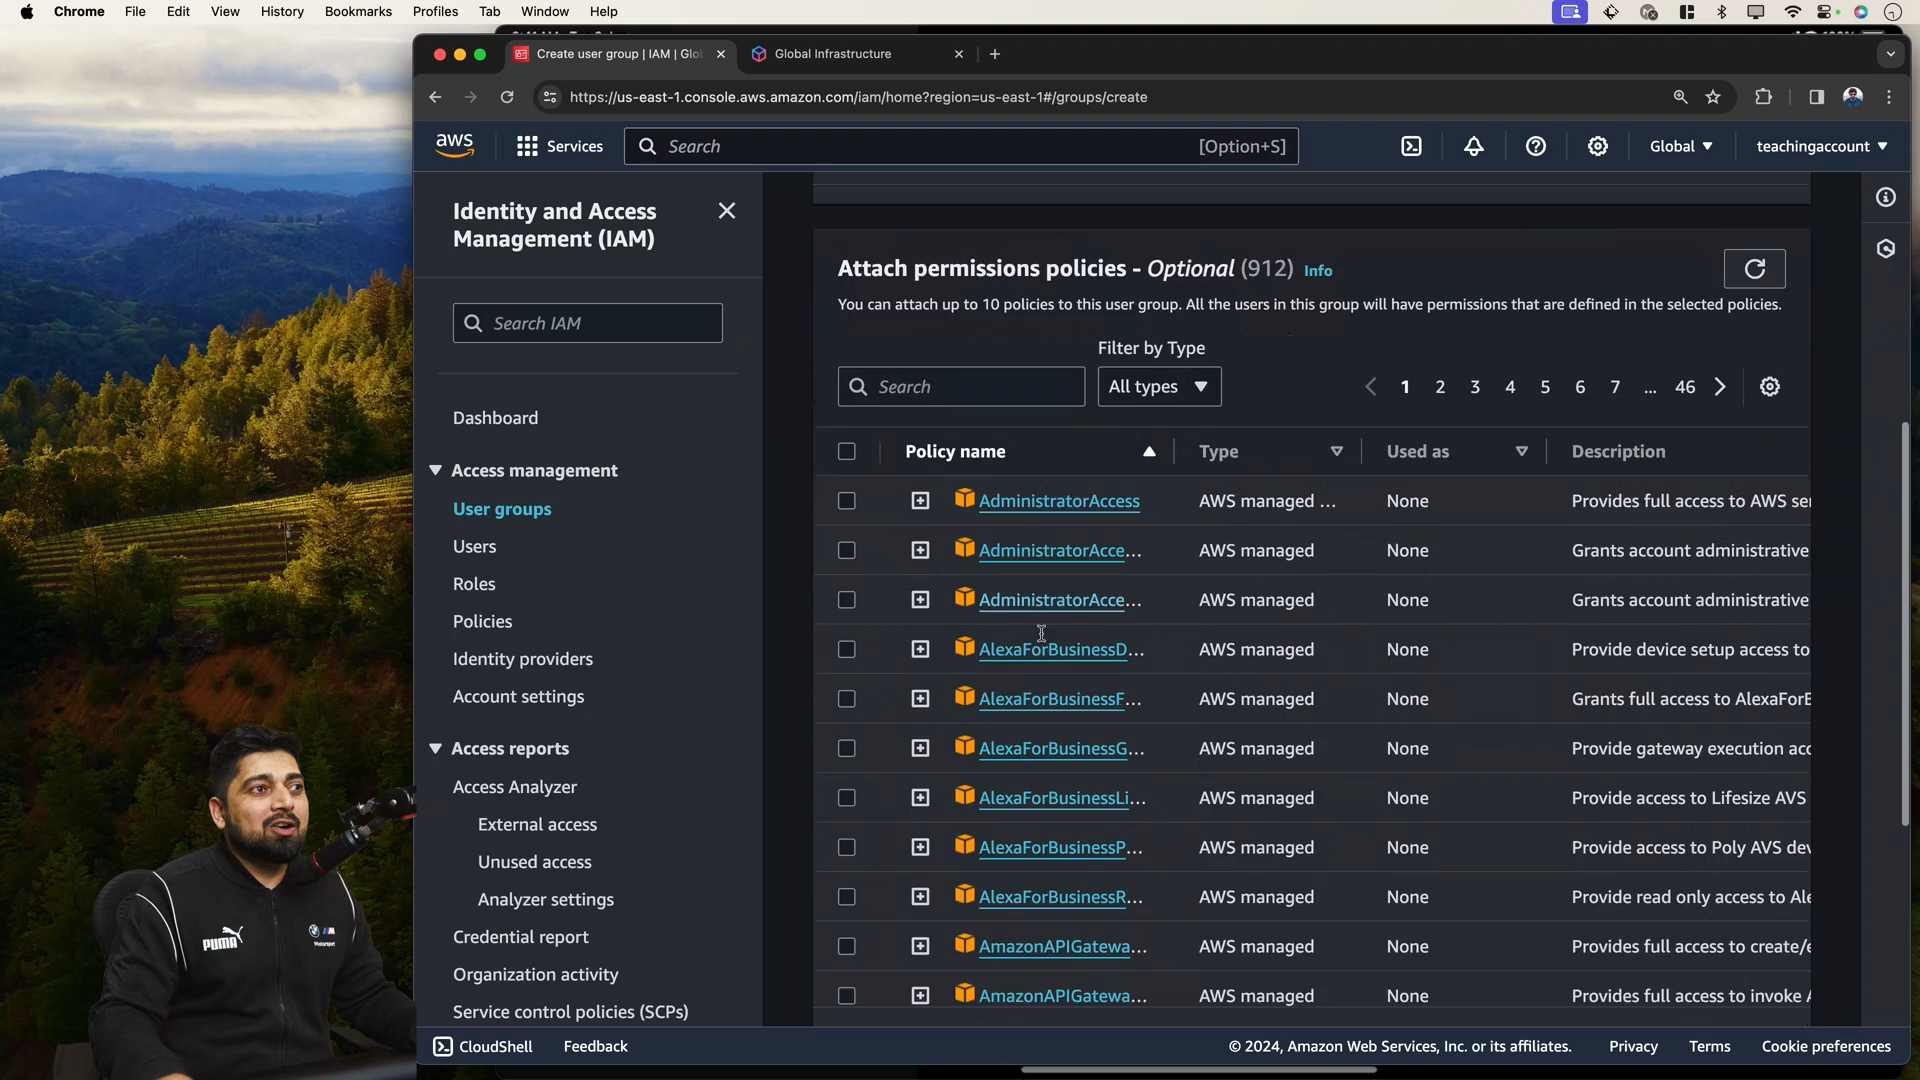 Chrome File Edit View History Bookmarks Profiles Tab Window Help
Create user group | IAM | Glo
Global Infrastructure
https://us-east-1.console.aws.amazon.com/iam/home?region=us-east-1#/groups/create
aws Services Search [Option+S] Global teachingaccount
Identity and Access
Management (IAM)
Search IAM
Dashboard
Access management
User groups
Users
Roles
Policies
Identity providers
Account settings
Access reports
Access Analyzer
External access
Unused access
Analyzer settings
Credential report
Organization activity
Service control policies (SCPs)
Attach permissions policies - Optional (912) Info
You can attach up to 10 policies to this user group. All the users in this group will have permissions that are defined in the selected policies.
Filter by Type
Search All types 1 2 3 4 5 6 7 ... 46
Policy name Type Used as Description
AdministratorAccess AWS managed ... None Provides full access to AWS ser
AdministratorAcce... AWS managed None Grants account administrative
AdministratorAcce... AWS managed None Grants account administrative
AlexaForBusinessD... AWS managed None Provide device setup access to
AlexaForBusinessF... AWS managed None Grants full access to AlexaForB
AlexaForBusinessG... AWS managed None Provide gateway execution acc
AlexaForBusinessLi... AWS managed None Provide access to Lifesize AVS
AlexaForBusinessP... AWS managed None Provide access to Poly AVS dev
AlexaForBusinessR... AWS managed None Provide read only access to Ale
AmazonAPIGatewa... AWS managed None Provides full access to create/e
AmazonAPIGatewa... AWS managed None Provides full access to invoke A
PUMA
Motorsport
CloudShell Feedback © 2024, Amazon Web Services, Inc. or its affiliates. Privacy Terms Cookie preferences